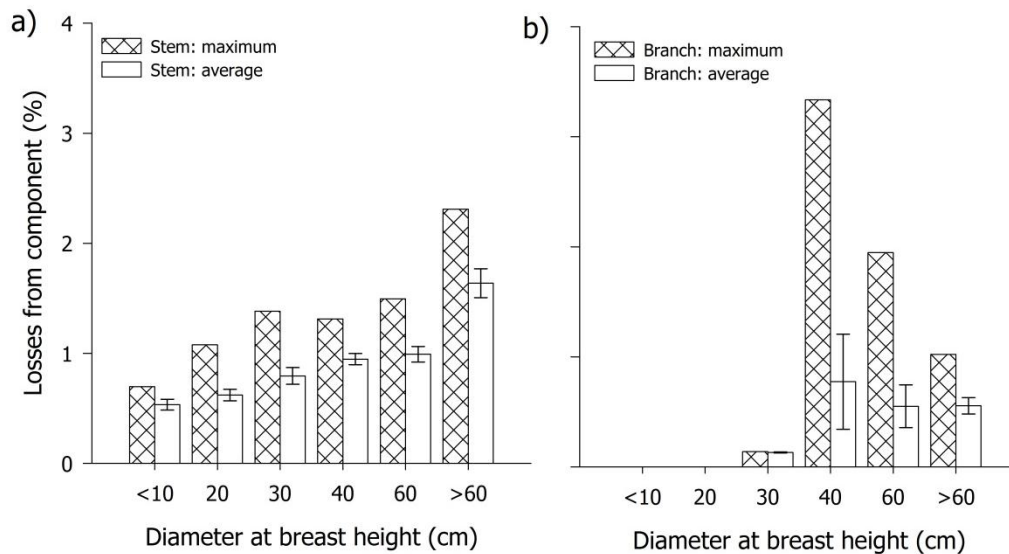 a)
Stem: maximum
Stem: average
Losses from component (%)
4
3
2
1
0
<10 20 30 40 60 >60
Diameter at breast height (cm)
b)
Branch: maximum
Branch: average
<10 20 30 40 60 >60
Diameter at breast height (cm)